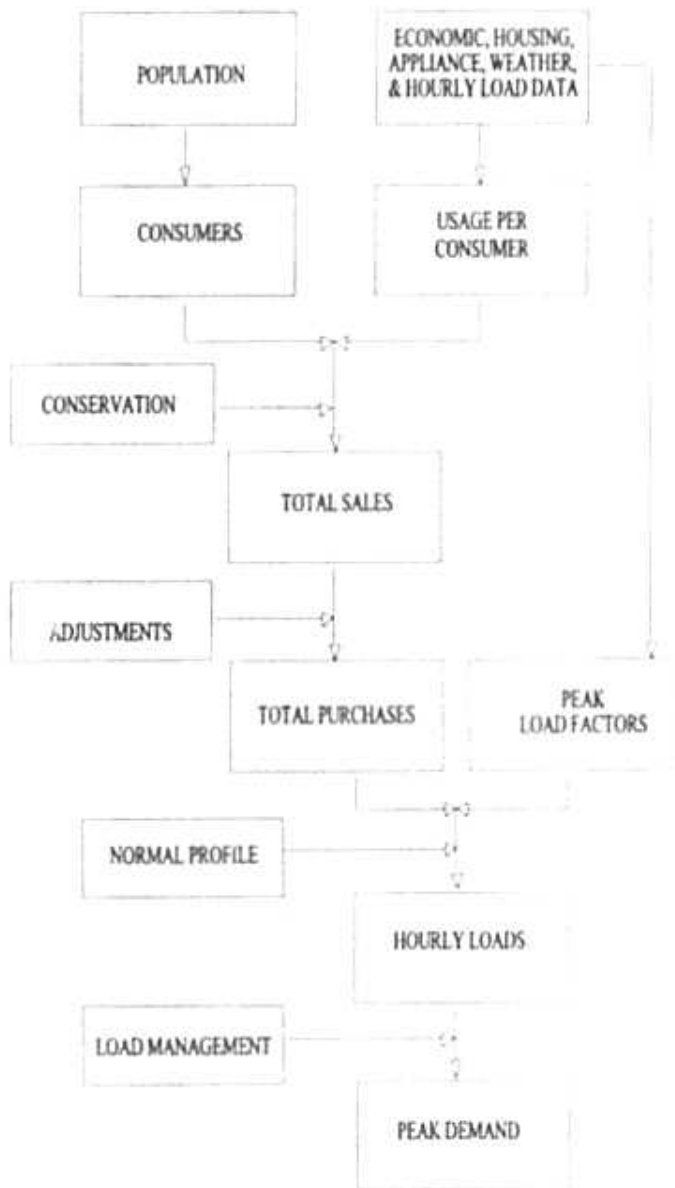 POPULATION
ECONOMIC, HOUSING,
APPLIANCE, WEATHER,
& HOURLY LOAD DATA
CONSUMERS
USAGE PER
CONSUMER
CONSERVATION
TOTAL SALES
ADJUSTMENTS
TOTAL PURCHASES
PEAK
LOAD FACTORS
NORMAL PROFILE
HOURLY LOADS
LOAD MANAGEMENT
PEAK DEMAND